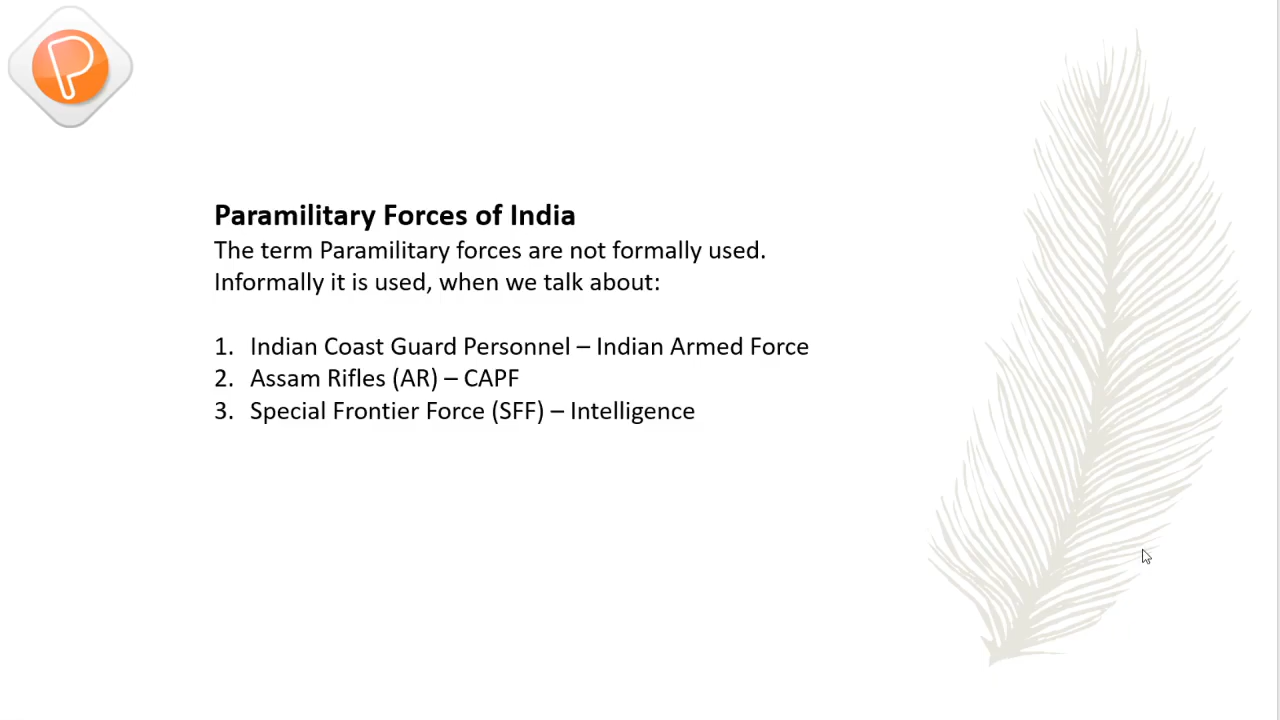 P
Paramilitary Forces of India
The term Paramilitary forces are not formally used.
Informally it is used, when we talk about:
1. Indian Coast Guard Personnel – Indian Armed Force
2. Assam Rifles (AR) – CAPF
3. Special Frontier Force (SFF) – Intelligence